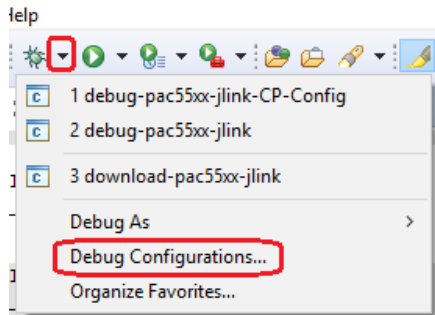 Help
1 debug-pac55xx-jlink-CP-Config
2 debug-pac55xx-jlink
3 download-pac55xx-jlink
Debug As
Debug Configurations...
Organize Favorites...